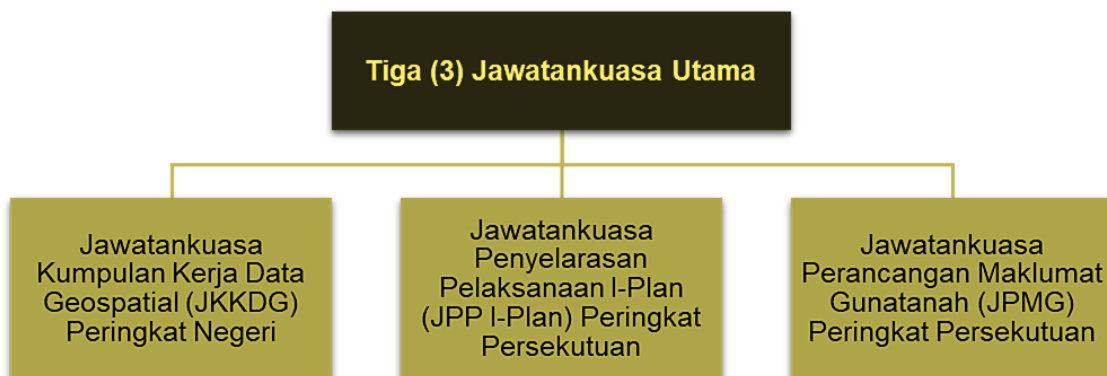 Tiga (3) Jawatankuasa Utama
Jawatankuasa
Kumpulan Kerja Data
Geospatial (JKKDG)
Peringkat Negeri
Jawatankuasa
Penyelarasan
Pelaksanaan I-Plan
(JPP I-Plan) Peringkat
Persekutuan
Jawatankuasa
Perancangan Maklumat
Gunatanah (JPMG)
Peringkat Persekutuan